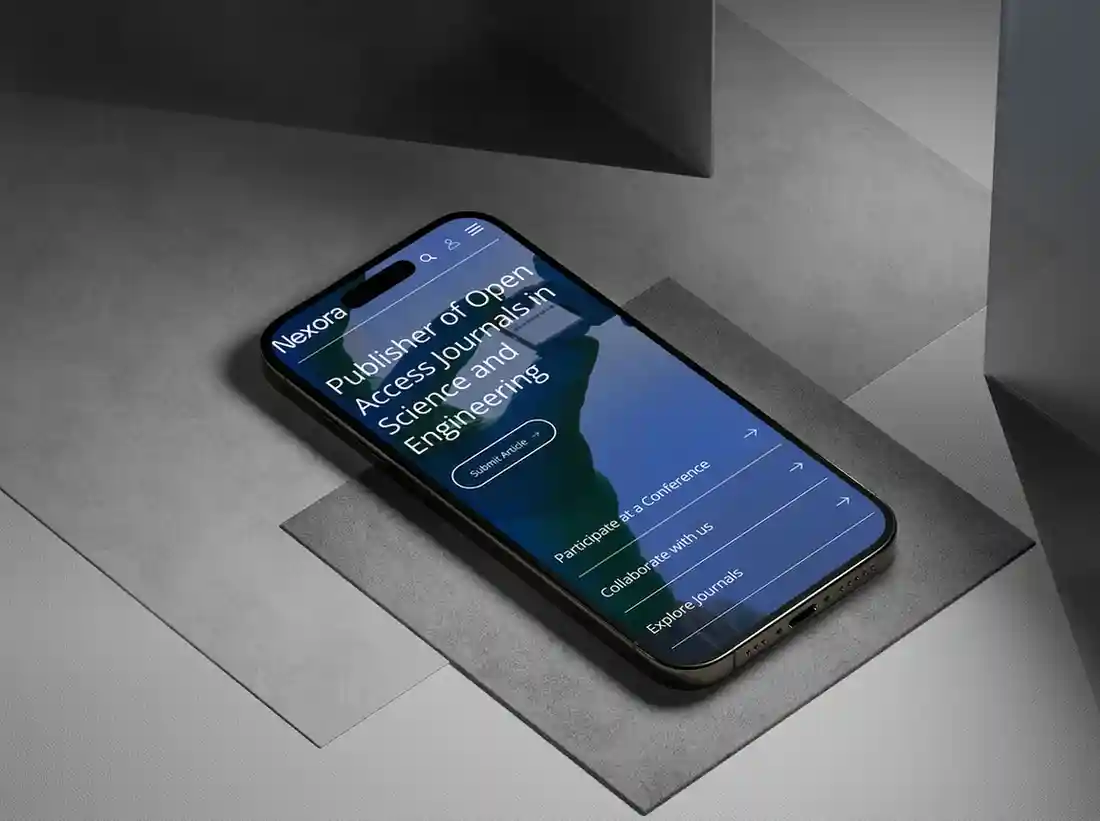 Nexora
Publisher of Open
Access Journals in
Science and
Engineering
Submit Article
Participate at a Conference
Collaborate with us
Explore Journals